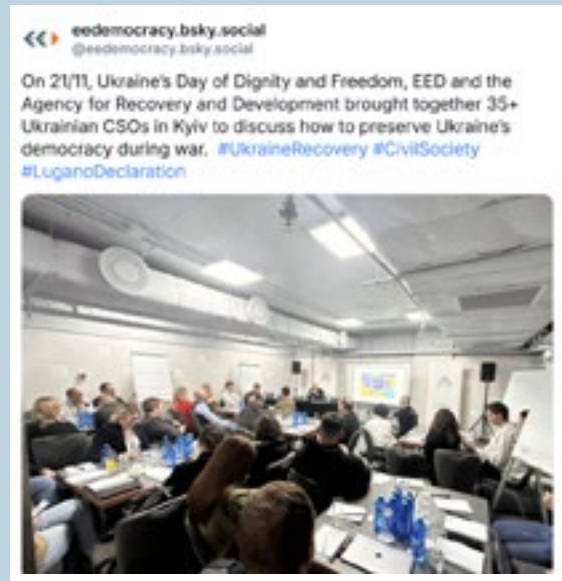 eedemocracy.bsky.social
@eedemocracy.bsky.social
On 21/11, Ukraine's Day of Dignity and Freedom, EED and the
Agency for Recovery and Development brought together 35+
Ukrainian CSOs in Kyiv to discuss how to preserve Ukraine's
democracy during war. #UkraineRecovery #CivilSociety
#LuganoDeclaration